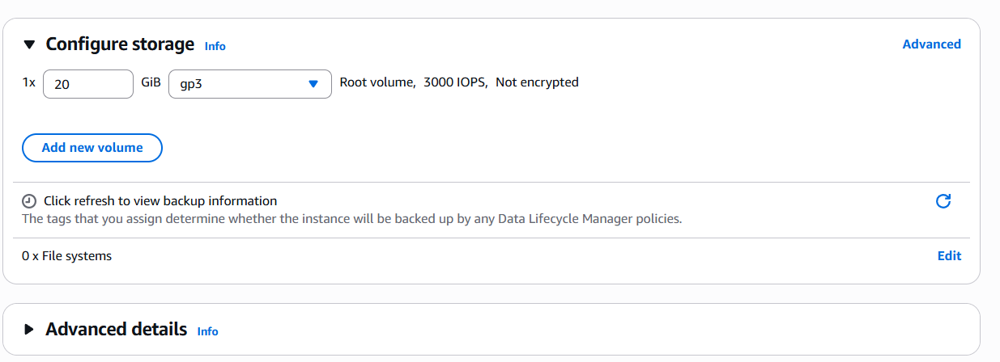 Configure storage Info Advanced
1x 20 GiB gp3 Root volume, 3000 IOPS, Not encrypted
Add new volume
Click refresh to view backup information
The tags that you assign determine whether the instance will be backed up by any Data Lifecycle Manager policies.
0 x File systems Edit
Advanced details Info